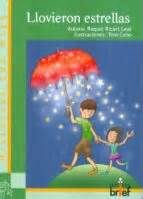 Llovieron estrellas
Autora: Raquel Ricart Leal
Ilustraciones: Toni Cabo
brief